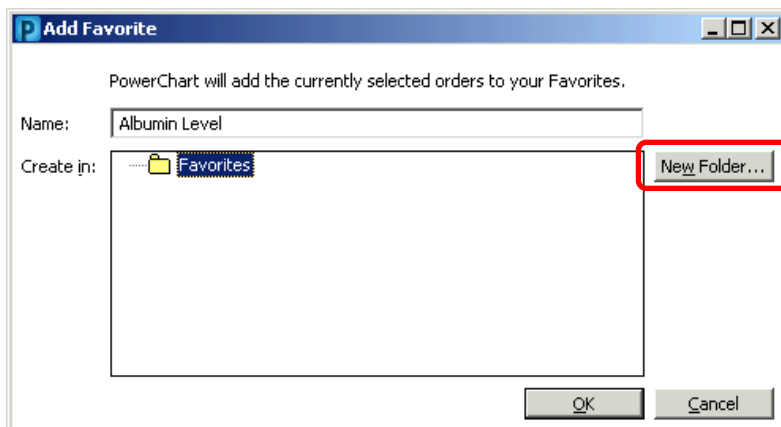 P Add Favorite
PowerChart will add the currently selected orders to your Favorites.
Name: Albumin Level
Create in: Favorites New Folder...
OK Cancel